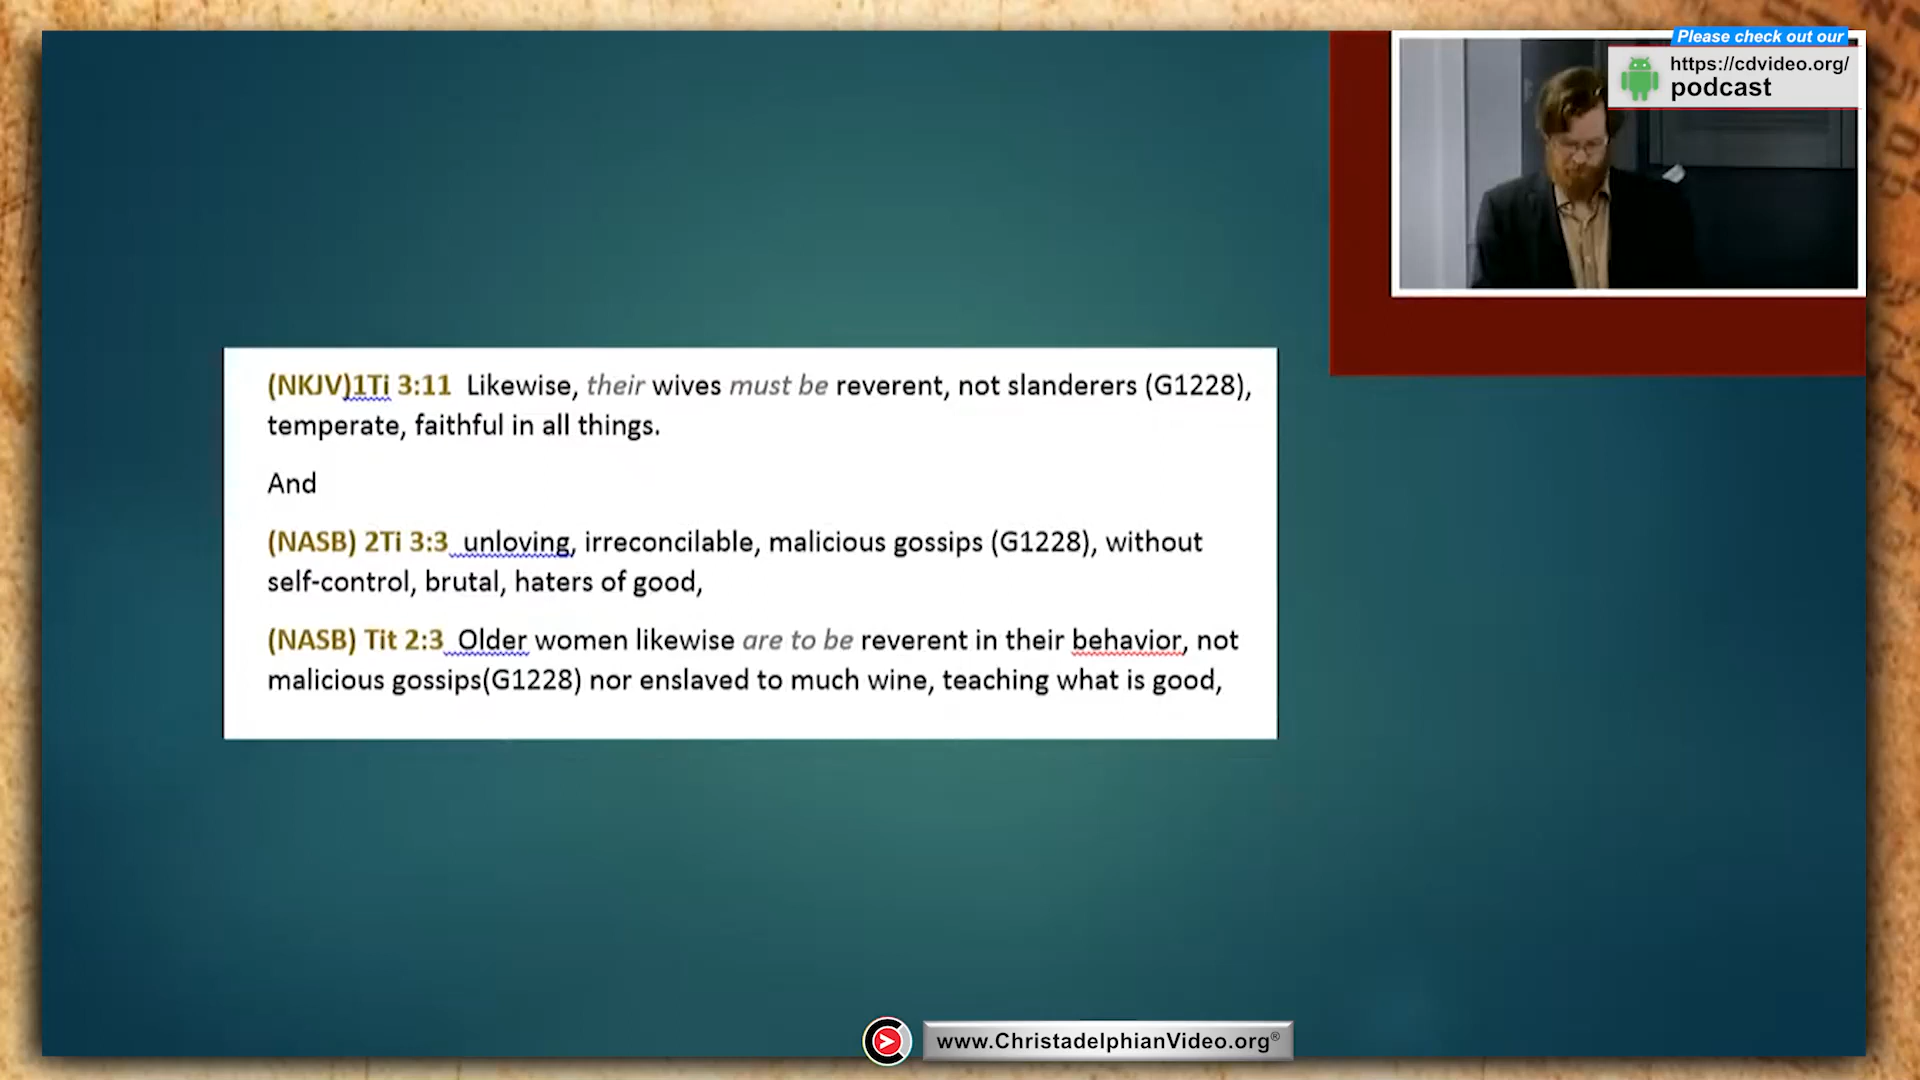 Please check out our
https://cdvideo.org/
podcast
(NKJV)1Ti 3:11 Likewise, their wives must be reverent, not slanderers (G1228),
temperate, faithful in all things.
And
(NASB) 2Ti 3:3 unloving, irreconcilable, malicious gossips (G1228), without
self-control, brutal, haters of good,
(NASB) Tit 2:3 Older women likewise are to be reverent in their behavior, not
malicious gossips(G1228) nor enslaved to much wine, teaching what is good,
www.ChristadelphianVideo.org®